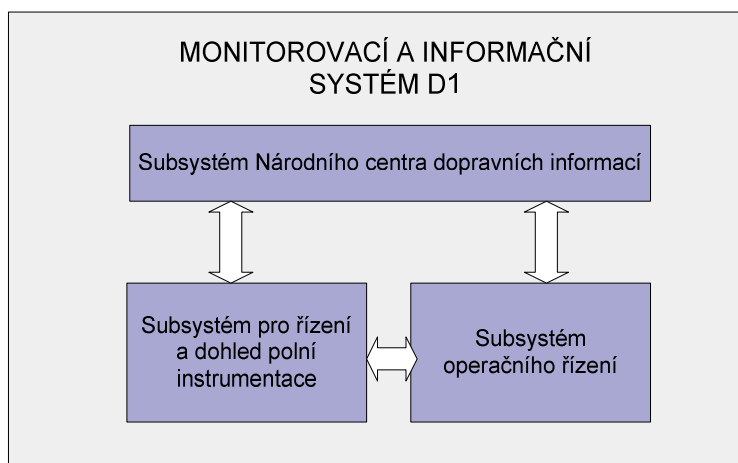 MONITOROVACÍ A INFORMAČNÍ
SYSTÉM D1
Subsystém Národního centra dopravních informací
Subsystém pro řízení
a dohled polní
instrumentace
Subsystém
operačního řízení